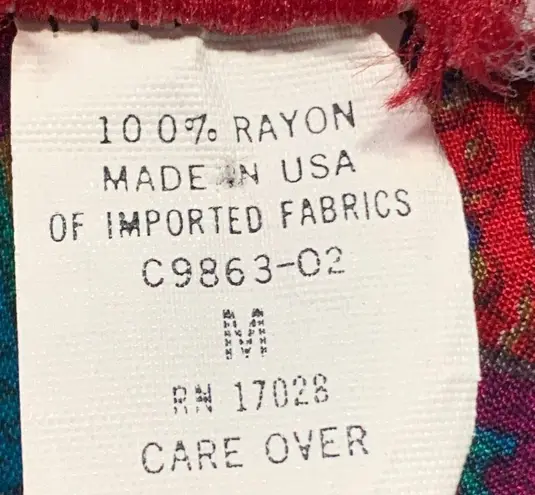 100% RAYON
MADE IN USA
OF IMPORTED FABRICS
C9863-02
M
RN 17028
CARE OVER